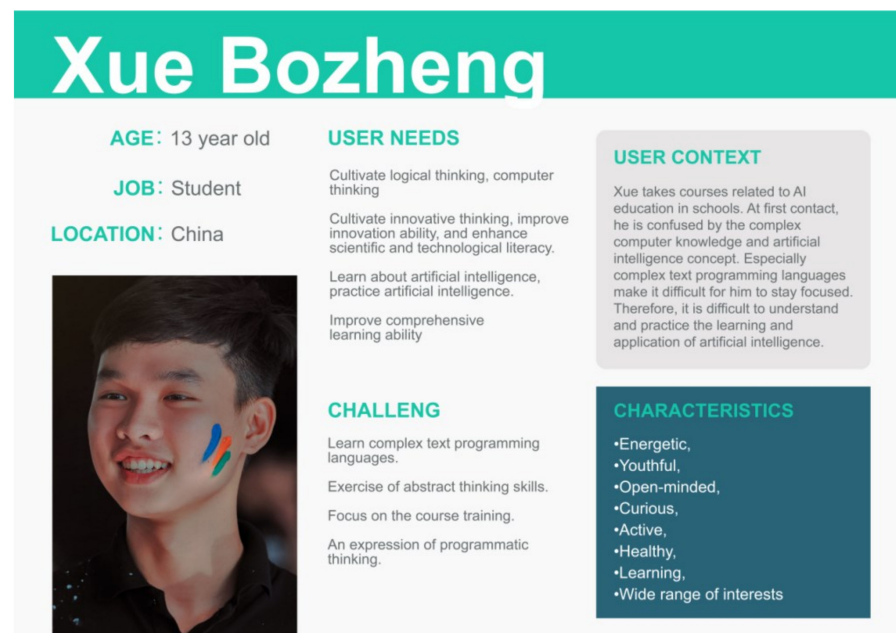 Xue Bozheng
AGE: 13 year old
JOB: Student
LOCATION: China
USER NEEDS
Cultivate logical thinking, computer
thinking
Cultivate innovative thinking, improve
innovation ability, and enhance
scientific and technological literacy.
Learn about artificial intelligence,
practice artificial intelligence.
Improve comprehensive
learning ability
CHALLENG
Learn complex text programming
languages.
Exercise of abstract thinking skills.
Focus on the course training.
An expression of programmatic
thinking.
USER CONTEXT
Xue takes courses related to AI
education in schools. At first contact,
he is confused by the complex
computer knowledge and artificial
intelligence concept. Especially
complex text programming languages
make it difficult for him to stay focused.
Therefore, it is difficult to understand
and practice the learning and
application of artificial intelligence.
CHARACTERISTICS
•Energetic,
•Youthful,
•Open-minded,
•Curious,
•Active,
•Healthy,
•Learning,
•Wide range of interests